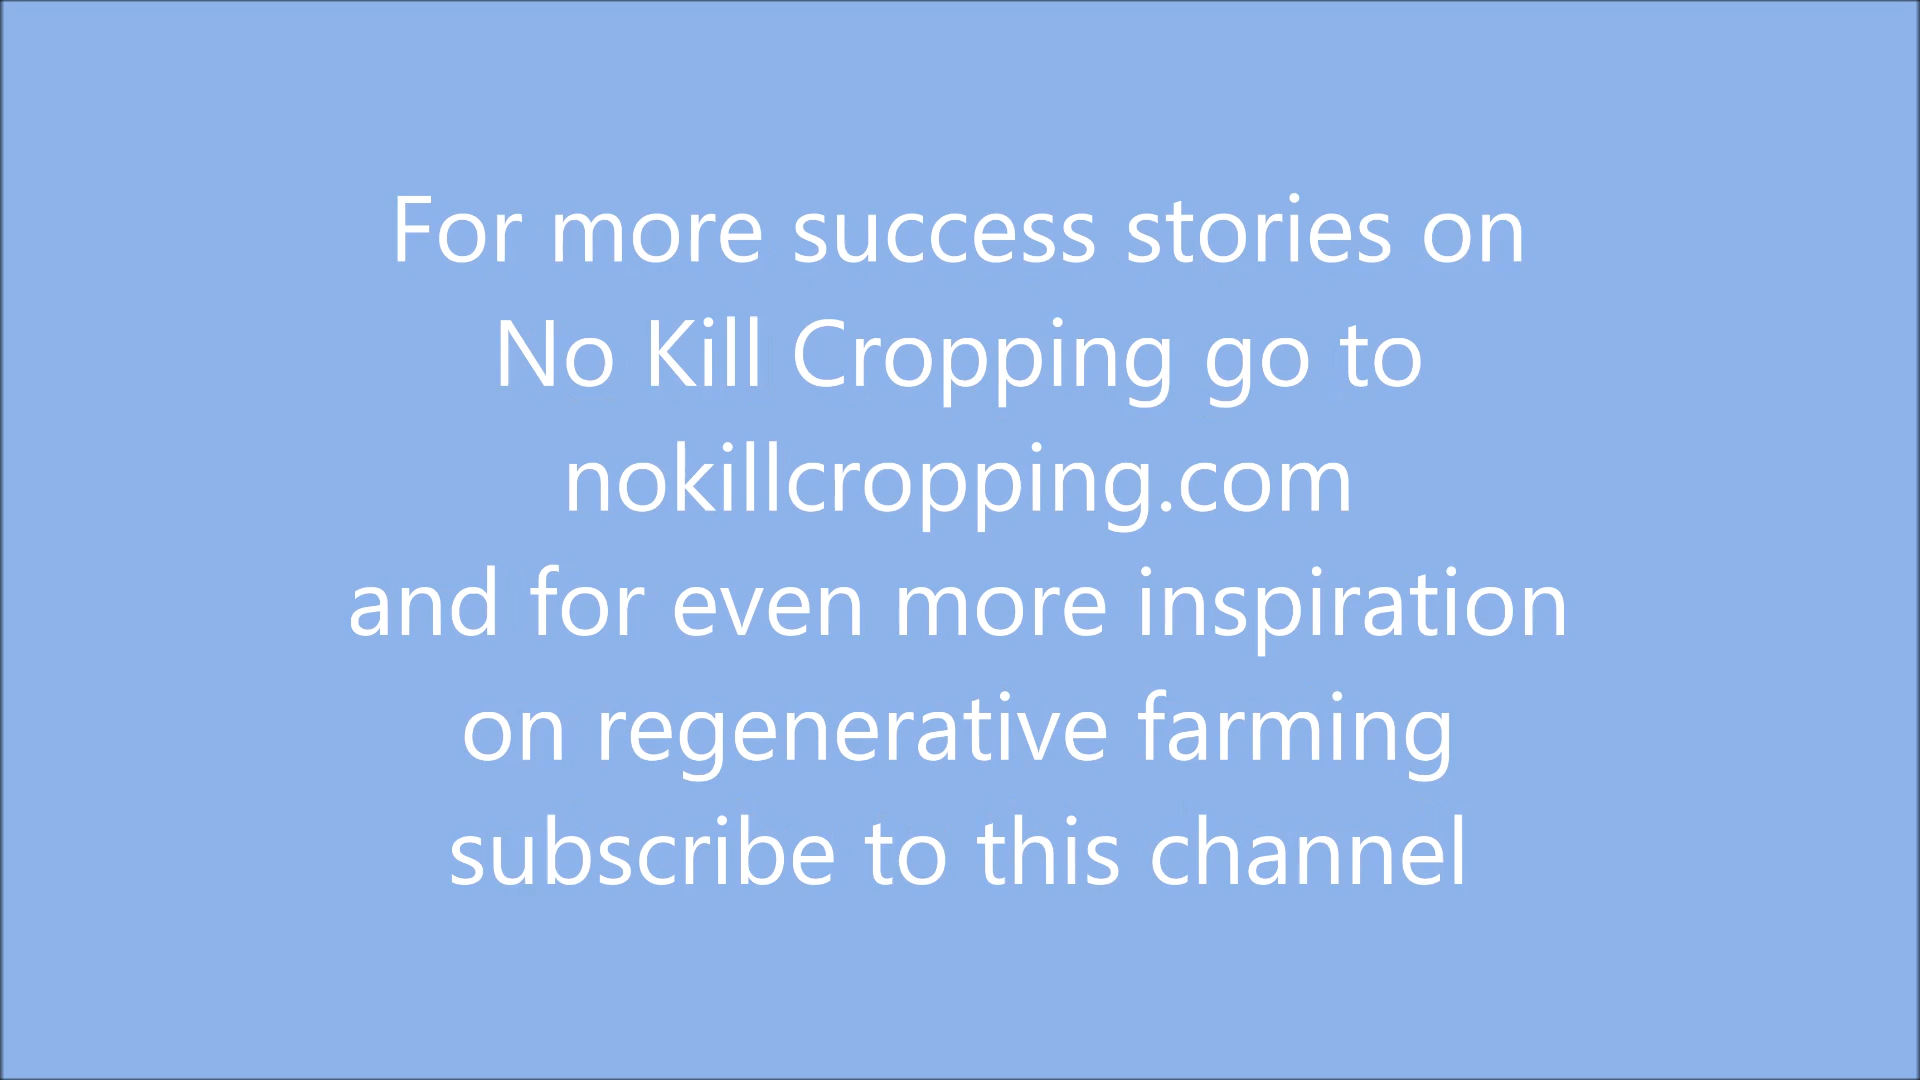 For more success stories on
No Kill Cropping go to
nokillcropping.com
and for even more inspiration
on regenerative farming
subscribe to this channel